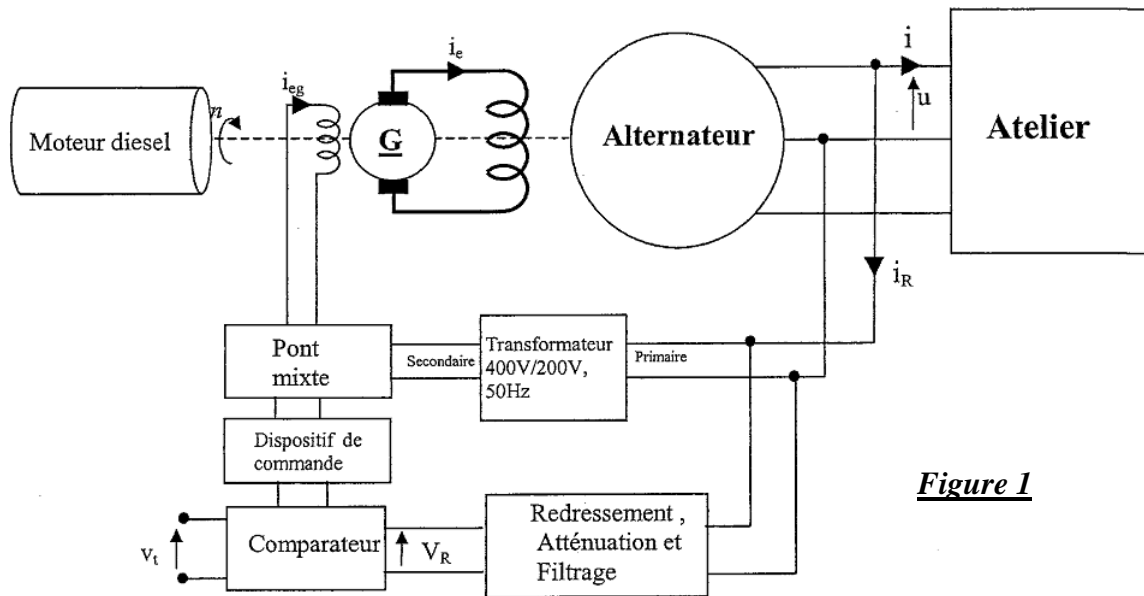 i
i_e
i_eg
u
n
Moteur diesel
G
Alternateur
Atelier
i_R
Pont
mixte
Secondaire
Transformateur
400V/200V,
50Hz
Primaire
Dispositif de
commande
Figure 1
v_t
Comparateur
V_R
Redressement ,
Atténuation et
Filtrage